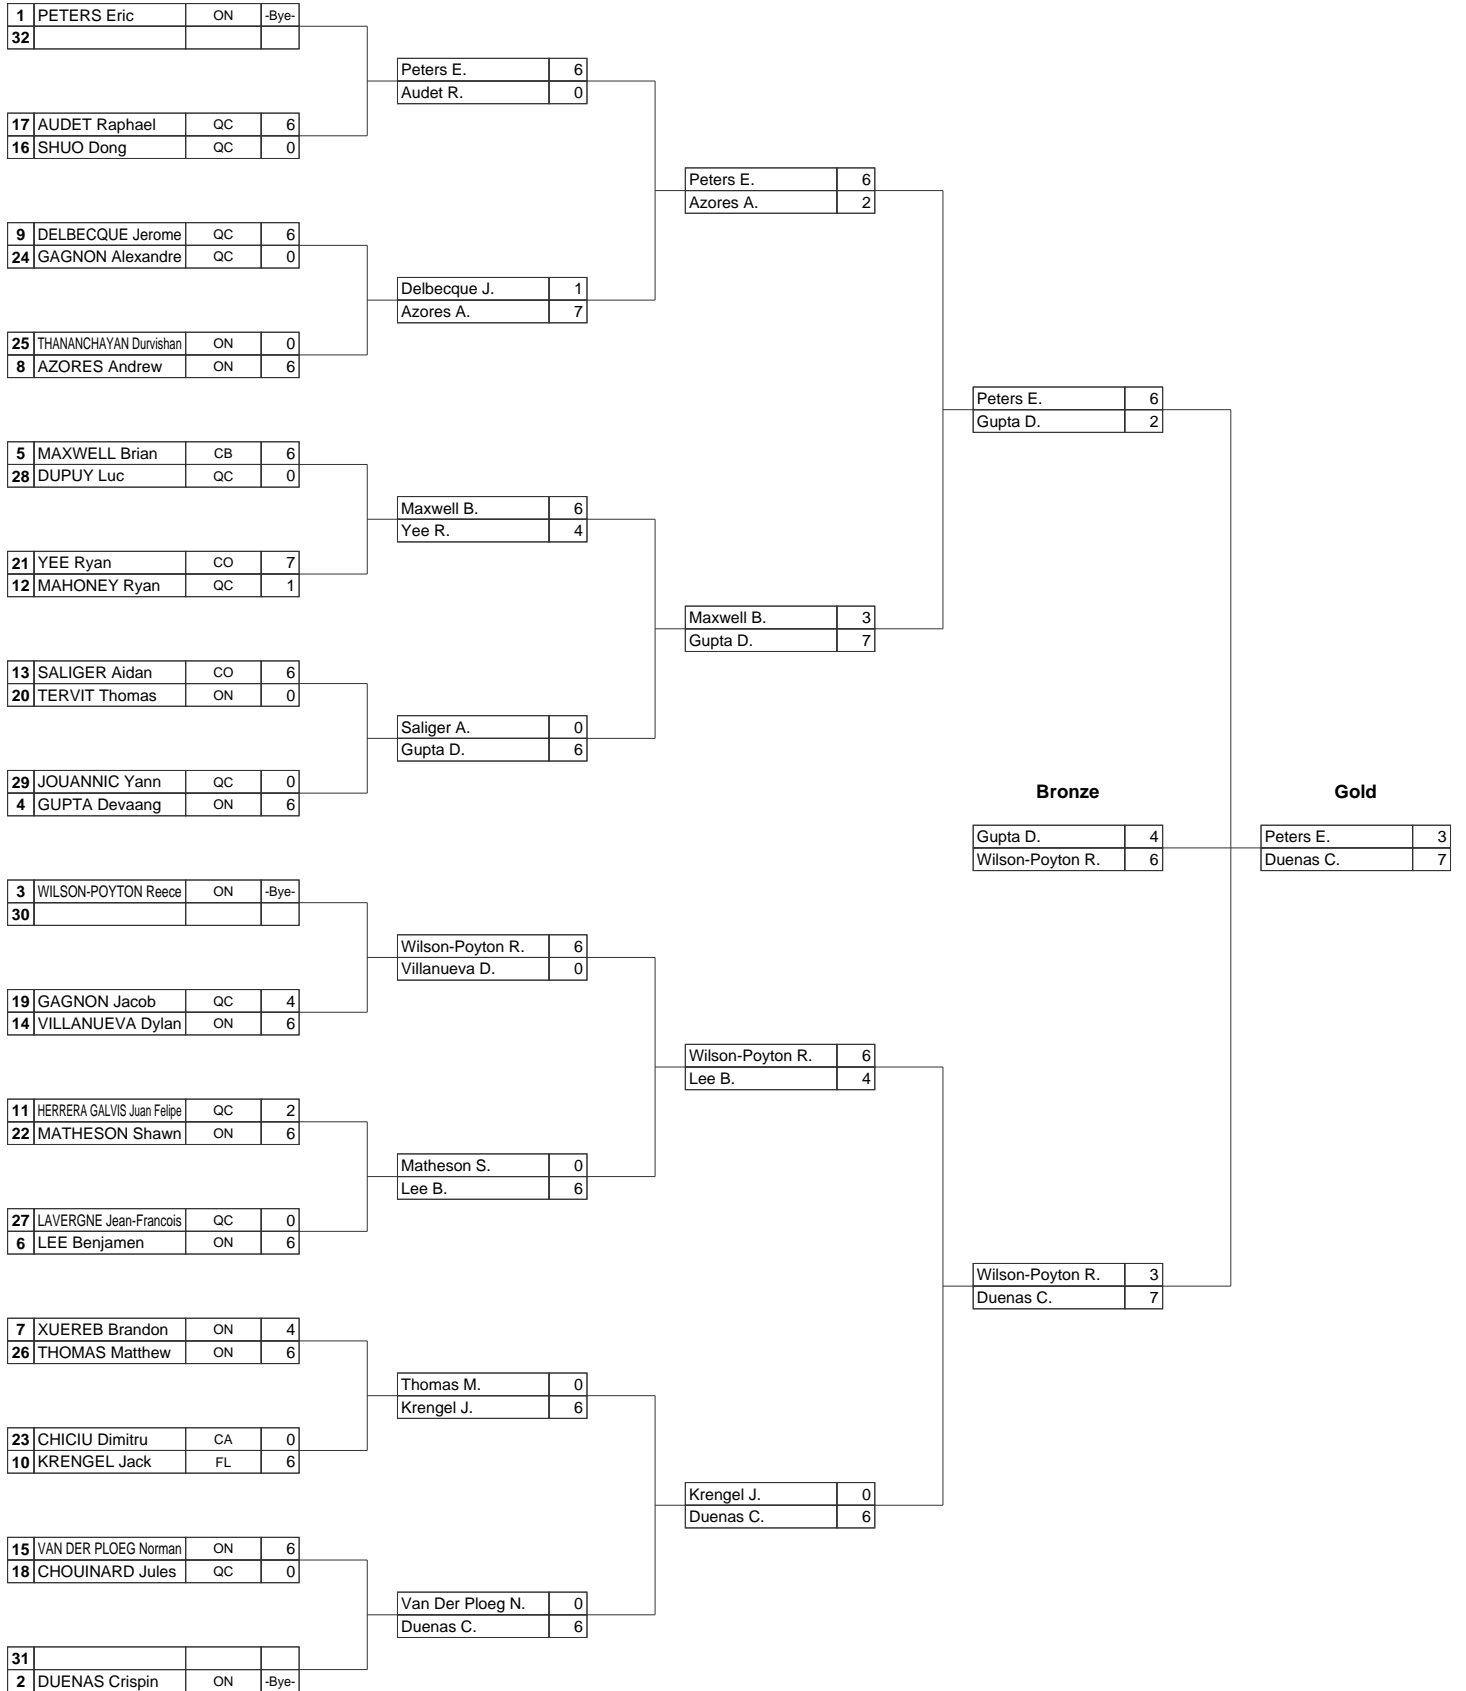 1 PETERS Eric ON -Bye-
32
Peters E. 6
Audet R. 0
17 AUDET Raphael QC 6
16 SHUO Dong QC 0
Peters E. 6
Azores A. 2
9 DELBECQUE Jerome QC 6
24 GAGNON Alexandre QC 0
Delbecque J. 1
Azores A. 7
25 THANANCHAYAN Durvishan ON 0
8 AZORES Andrew ON 6
Peters E. 6
Gupta D. 2
5 MAXWELL Brian CB 6
28 DUPUY Luc QC 0
Maxwell B. 6
Yee R. 4
21 YEE Ryan CO 7
12 MAHONEY Ryan QC 1
Maxwell B. 3
Gupta D. 7
13 SALIGER Aidan CO 6
20 TERVIT Thomas ON 0
Saliger A. 0
Gupta D. 6
29 JOUANNIC Yann QC 0
4 GUPTA Devaang ON 6
Bronze Gold
Gupta D. 4 Peters E. 3
Wilson-Poyton R. 6 Duenas C. 7
3 WILSON-POYTON Reece ON -Bye-
30
Wilson-Poyton R. 6
Villanueva D. 0
19 GAGNON Jacob QC 4
14 VILLANUEVA Dylan ON 6
Wilson-Poyton R. 6
Lee B. 4
11 HERRERA GALVIS Juan Felipe QC 2
22 MATHESON Shawn ON 6
Matheson S. 0
Lee B. 6
27 LAVERGNE Jean-Francois QC 0
6 LEE Benjamen ON 6
Wilson-Poyton R. 3
Duenas C. 7
7 XUEREB Brandon ON 4
26 THOMAS Matthew ON 6
Thomas M. 0
Krengel J. 6
23 CHICIU Dimitru CA 0
10 KRENGEL Jack FL 6
Krengel J. 0
Duenas C. 6
15 VAN DER PLOEG Norman ON 6
18 CHOUINARD Jules QC 0
Van Der Ploeg N. 0
Duenas C. 6
31
2 DUENAS Crispin ON -Bye-